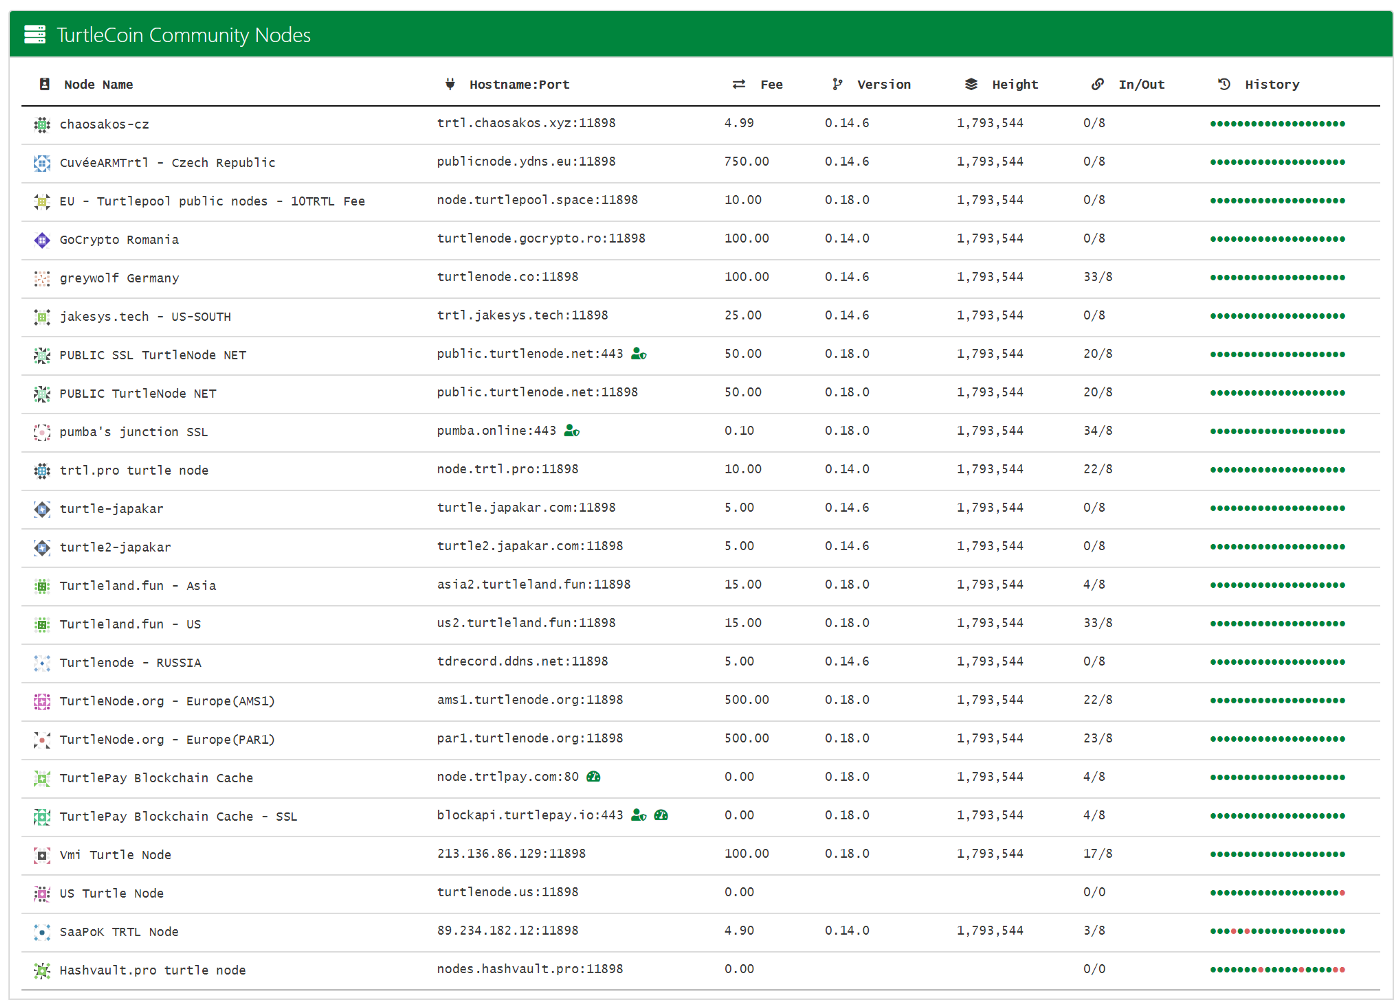 TurtleCoin Community Nodes
Node Name Hostname:Port Fee Version Height In/Out History
chaosakos-cz trtl.chaosakos.xyz:11898 4.99 0.14.6 1,793,544 0/8
CuvéeARMTrtl - Czech Republic publicnode.ydns.eu:11898 750.00 0.14.6 1,793,544 0/8
EU - Turtlepool public nodes - 10TRTL Fee node.turtlepool.space:11898 10.00 0.18.0 1,793,544 0/8
GoCrypto Romania turtlenode.gocrypto.ro:11898 100.00 0.14.0 1,793,544 0/8
greywolf Germany turtlenode.co:11898 100.00 0.14.6 1,793,544 33/8
jakesys.tech - US-SOUTH trtl.jakesys.tech:11898 25.00 0.14.6 1,793,544 0/8
PUBLIC SSL TurtleNode NET public.turtlenode.net:443 50.00 0.18.0 1,793,544 20/8
PUBLIC TurtleNode NET public.turtlenode.net:11898 50.00 0.18.0 1,793,544 20/8
pumba's junction SSL pumba.online:443 0.10 0.18.0 1,793,544 34/8
trtl.pro turtle node node.trtl.pro:11898 10.00 0.14.0 1,793,544 22/8
turtle-japakar turtle.japakar.com:11898 5.00 0.14.6 1,793,544 0/8
turtle2-japakar turtle2.japakar.com:11898 5.00 0.14.6 1,793,544 0/8
Turtleland.fun - Asia asia2.turtleland.fun:11898 15.00 0.18.0 1,793,544 4/8
Turtleland.fun - US us2.turtleland.fun:11898 15.00 0.18.0 1,793,544 33/8
Turtlenode - RUSSIA tdrecord.ddns.net:11898 5.00 0.14.6 1,793,544 0/8
TurtleNode.org - Europe(AMS1) ams1.turtlenode.org:11898 500.00 0.18.0 1,793,544 22/8
TurtleNode.org - Europe(PAR1) par1.turtlenode.org:11898 500.00 0.18.0 1,793,544 23/8
TurtlePay Blockchain Cache node.trtlpay.com:80 0.00 0.18.0 1,793,544 4/8
TurtlePay Blockchain Cache - SSL blockapi.turtlepay.io:443 0.00 0.18.0 1,793,544 4/8
Vmi Turtle Node 213.136.86.129:11898 100.00 0.18.0 1,793,544 17/8
US Turtle Node turtlenode.us:11898 0.00 0/0
SaaPoK TRTL Node 89.234.182.12:11898 4.90 0.14.0 1,793,544 3/8
Hashvault.pro turtle node nodes.hashvault.pro:11898 0.00 0/0